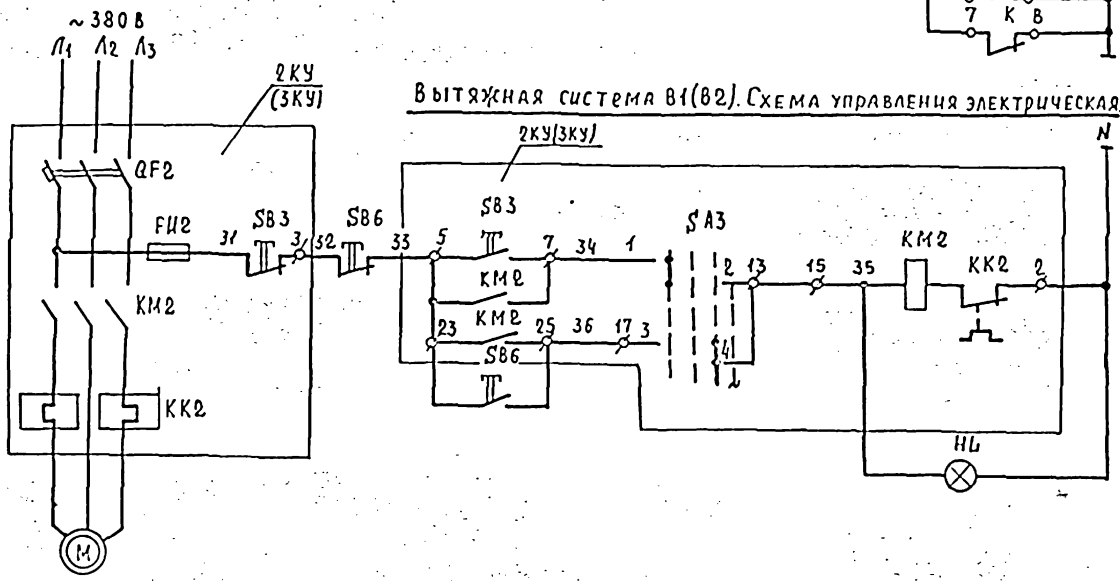 ~380В
Л1 Л2 Л3
7 К 8
2КУ
(3КУ)
Вытяжная система В1(В2). Схема управления электрическая
2КУ(3КУ)
N
QF2
FU2
31
SB3
3
32
SB6
33
5
SB3
7
34
1
SA3
2
13
15
35
KM2
KK2
2
KM2
KM2
23
KM2
25
36
17
3
4
SB6
KK2
HL
М